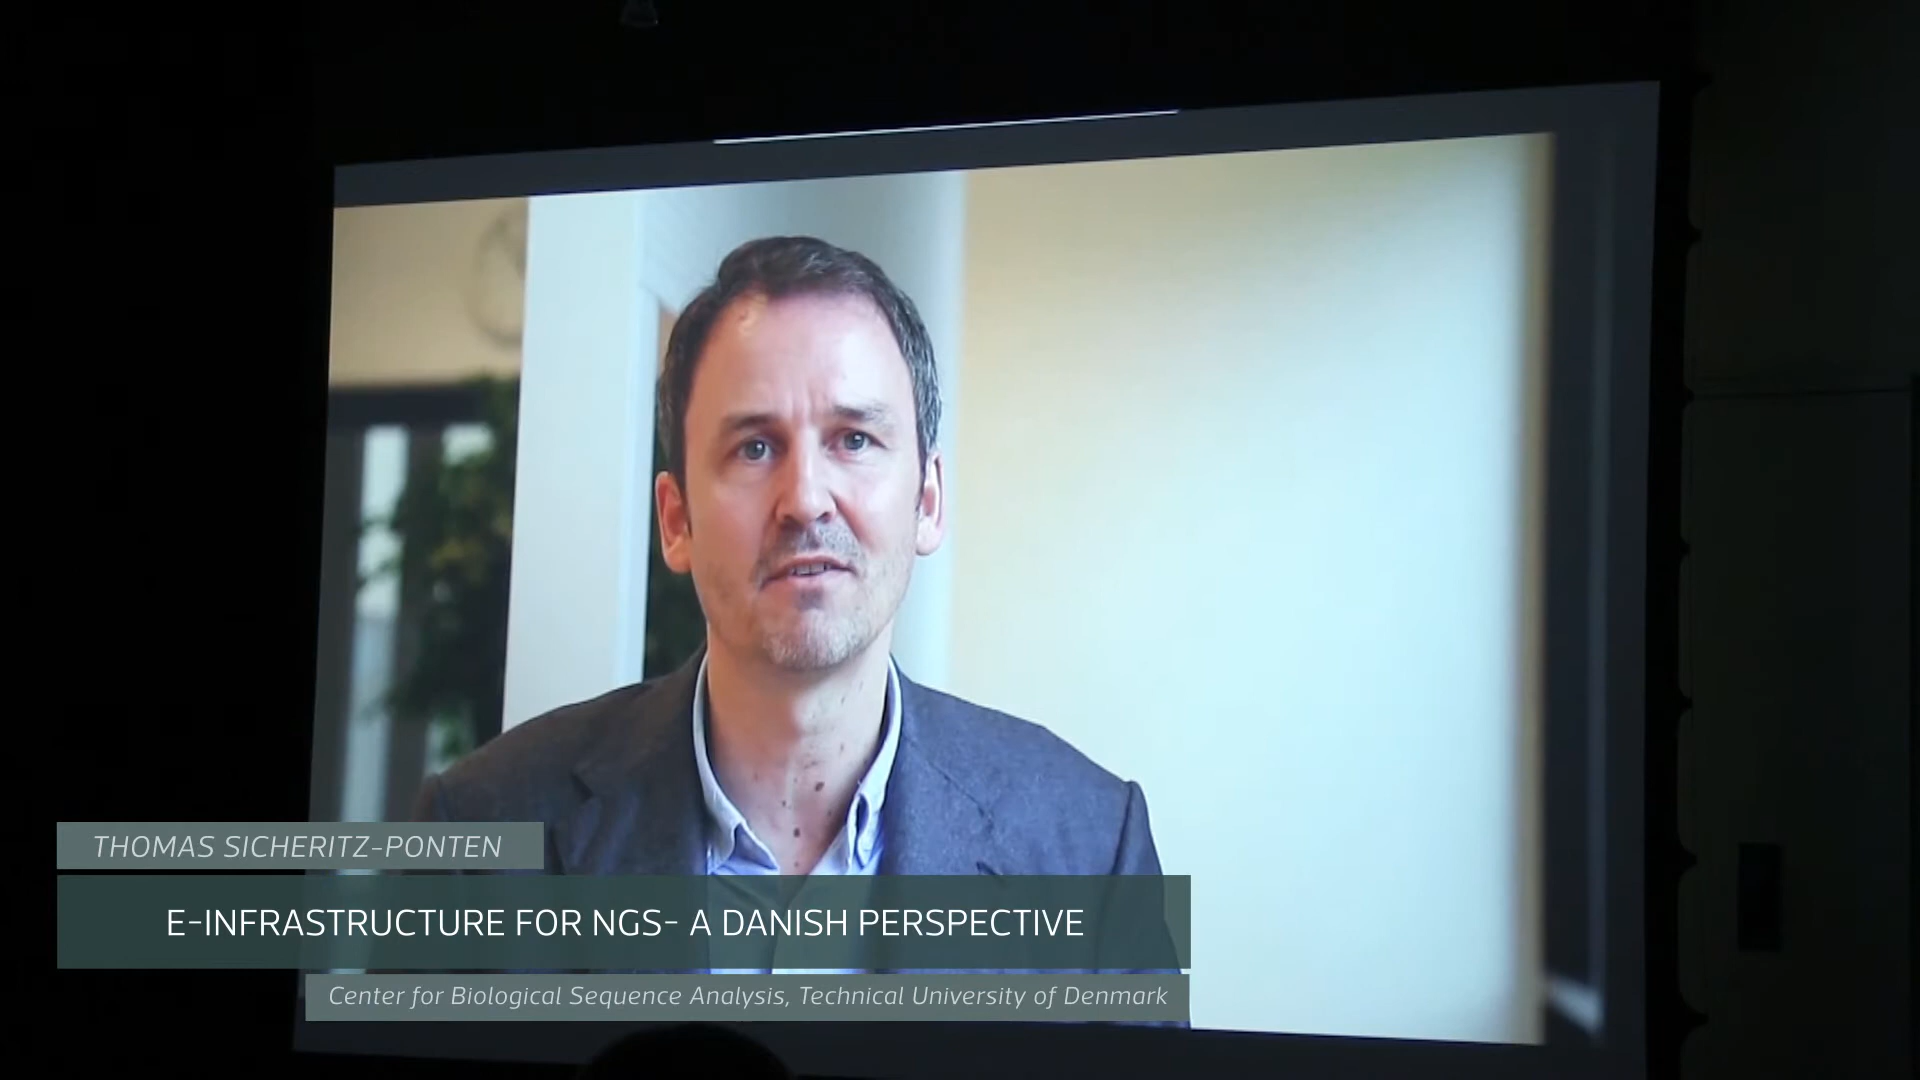 THOMAS SICHERITZ-PONTEN
E-INFRASTRUCTURE FOR NGS- A DANISH PERSPECTIVE
Center for Biological Sequence Analysis, Technical University of Denmark